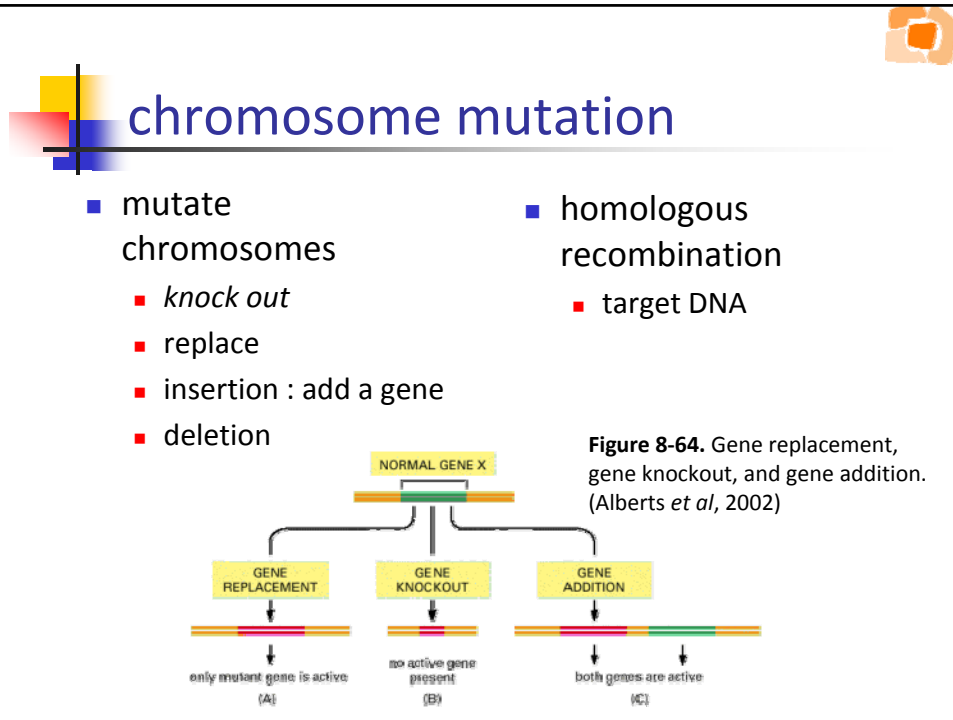 chromosome mutation
mutate
chromosomes
knock out
replace
insertion : add a gene
deletion
homologous
recombination
target DNA
Figure 8-64. Gene replacement,
gene knockout, and gene addition.
(Alberts et al, 2002)
NORMAL GENE X
GENE
REPLACEMENT
GENE
KNOCKOUT
GENE
ADDITION
only mutant gene is active
(A)
no active gene
present
(B)
both genes are active
(C)